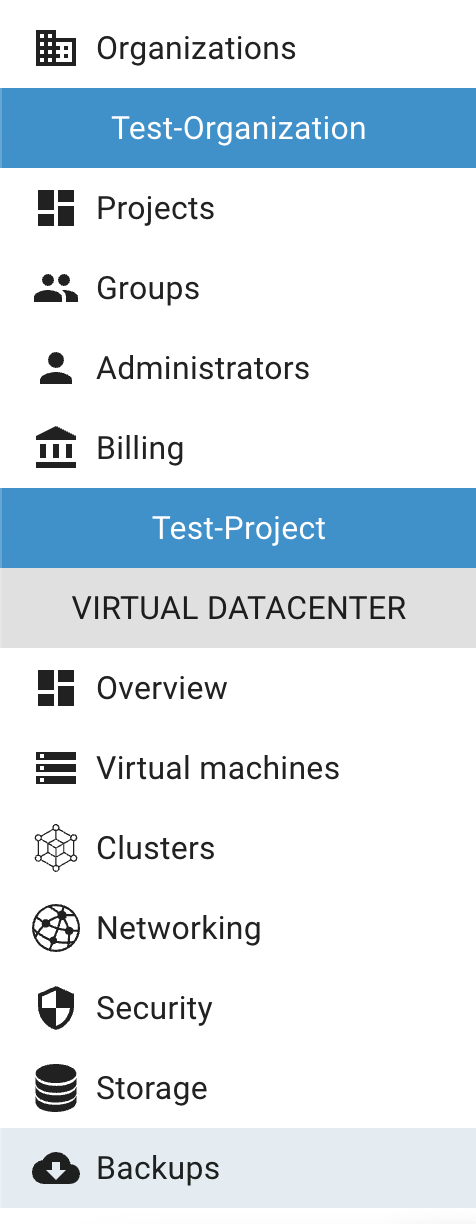 Organizations
Test-Organization
Projects
Groups
Administrators
Billing
Test-Project
VIRTUAL DATACENTER
Overview
Virtual machines
Clusters
Networking
Security
Storage
Backups